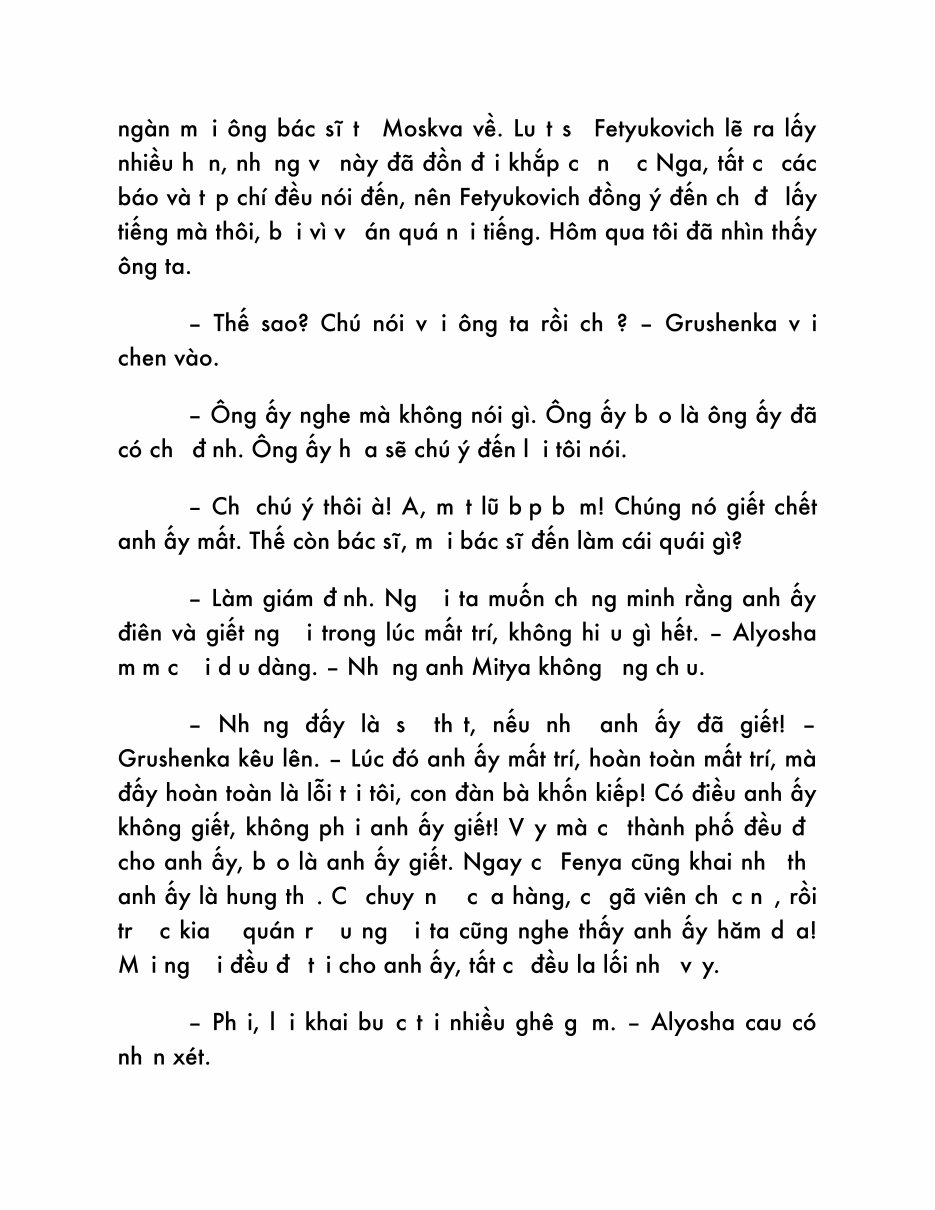 ngàn m i ông bác sĩ t Moskva về. Lu t s Fetyukovich lẽ ra lấy
nhiều h n, nh ng v này đã đồn đ i khắp c n c Nga, tất c các
báo và t p chí đều nói đến, nên Fetyukovich đồng ý đến ch đ lấy
tiếng mà thôi, b i vì v án quá n i tiếng. Hôm qua tôi đã nhìn thấy
ông ta.
– Thế sao? Chú nói v i ông ta rồi ch ? – Grushenka v i
chen vào.
– Ông ấy nghe mà không nói gì. Ông ấy b o là ông ấy đã
có ch đ nh. Ông ấy h a sẽ chú ý đến l i tôi nói.
– Ch chú ý thôi à! A, m t lũ b p b m! Chúng nó giết chết
anh ấy mất. Thế còn bác sĩ, m i bác sĩ đến làm cái quái gì?
– Làm giám đ nh. Ng i ta muốn ch ng minh rằng anh ấy
điên và giết ng i trong lúc mất trí, không hi u gì hết. – Alyosha
m m c i d u dàng. – Nh ng anh Mitya không ng ch u.
– Nh ng đấy là s th t, nếu nh anh ấy đã giết! –
Grushenka kêu lên. – Lúc đó anh ấy mất trí, hoàn toàn mất trí, mà
đấy hoàn toàn là lỗi t i tôi, con đàn bà khốn kiếp! Có điều anh ấy
không giết, không ph i anh ấy giết! V y mà c thành phố đều đ
cho anh ấy, b o là anh ấy giết. Ngay c Fenya cũng khai nh th
anh ấy là hung th . C chuy n c a hàng, c gã viên ch c n , rồi
tr c kia quán r u ng i ta cũng nghe thấy anh ấy hăm d a!
M i ng i đều đ t i cho anh ấy, tất c đều la lối nh v y.
– Ph i, l i khai bu c t i nhiều ghê g m. – Alyosha cau có
nh n xét.